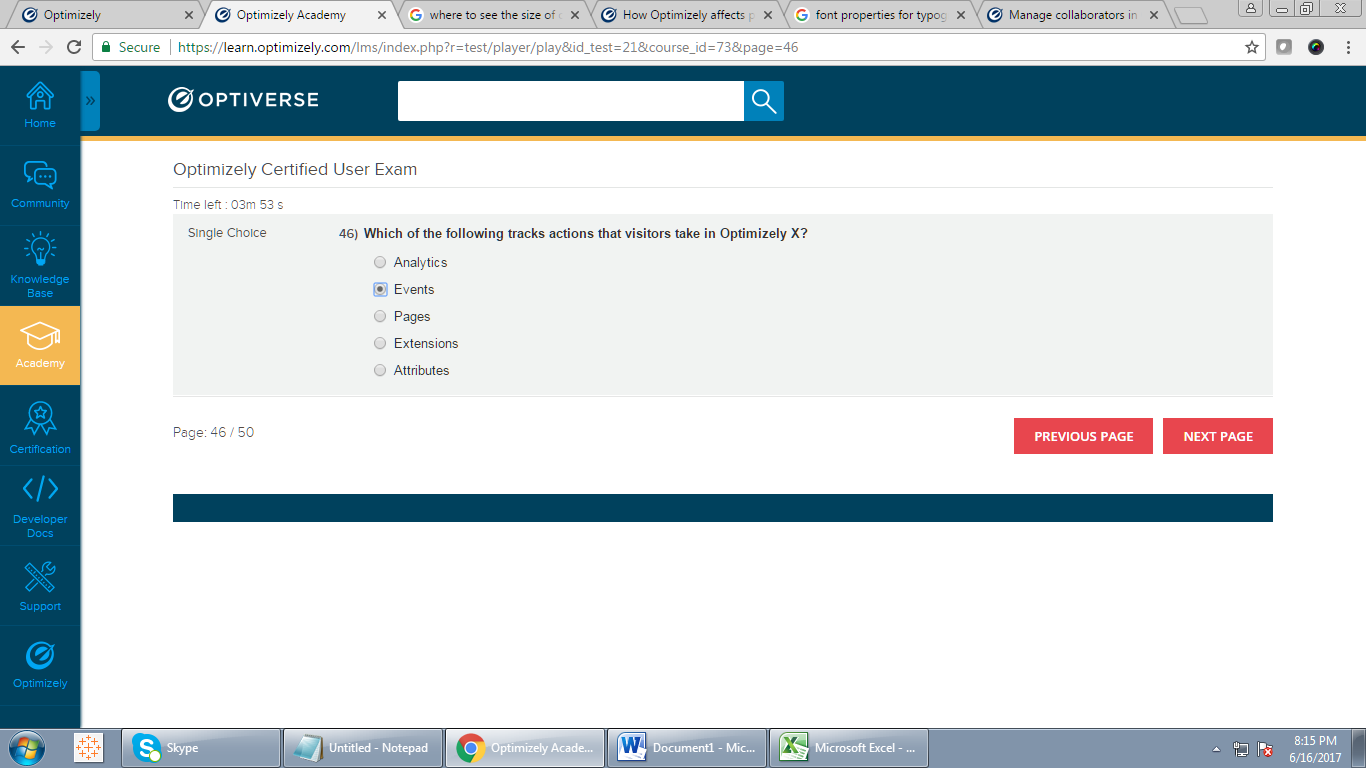 Optimizely
Optimizely Academy
where to see the size of
How Optimizely affects p
font properties for typog
Manage collaborators in
Secure
https://learn.optimizely.com/lms/index.php?r=test/player/play&id_test=21&course_id=73&page=46
Home
»
OPTIVERSE
Community
Knowledge
Base
Academy
Certification
Developer
Docs
Support
Optimizely
Optimizely Certified User Exam
Time left : 03m 53 s
Single Choice
46) Which of the following tracks actions that visitors take in Optimizely X?
Analytics
Events
Pages
Extensions
Attributes
Page: 46 / 50
PREVIOUS PAGE
NEXT PAGE
Skype
Untitled - Notepad
Optimizely Acade...
Document1 - Mic...
Microsoft Excel - ...
8:15 PM
6/16/2017